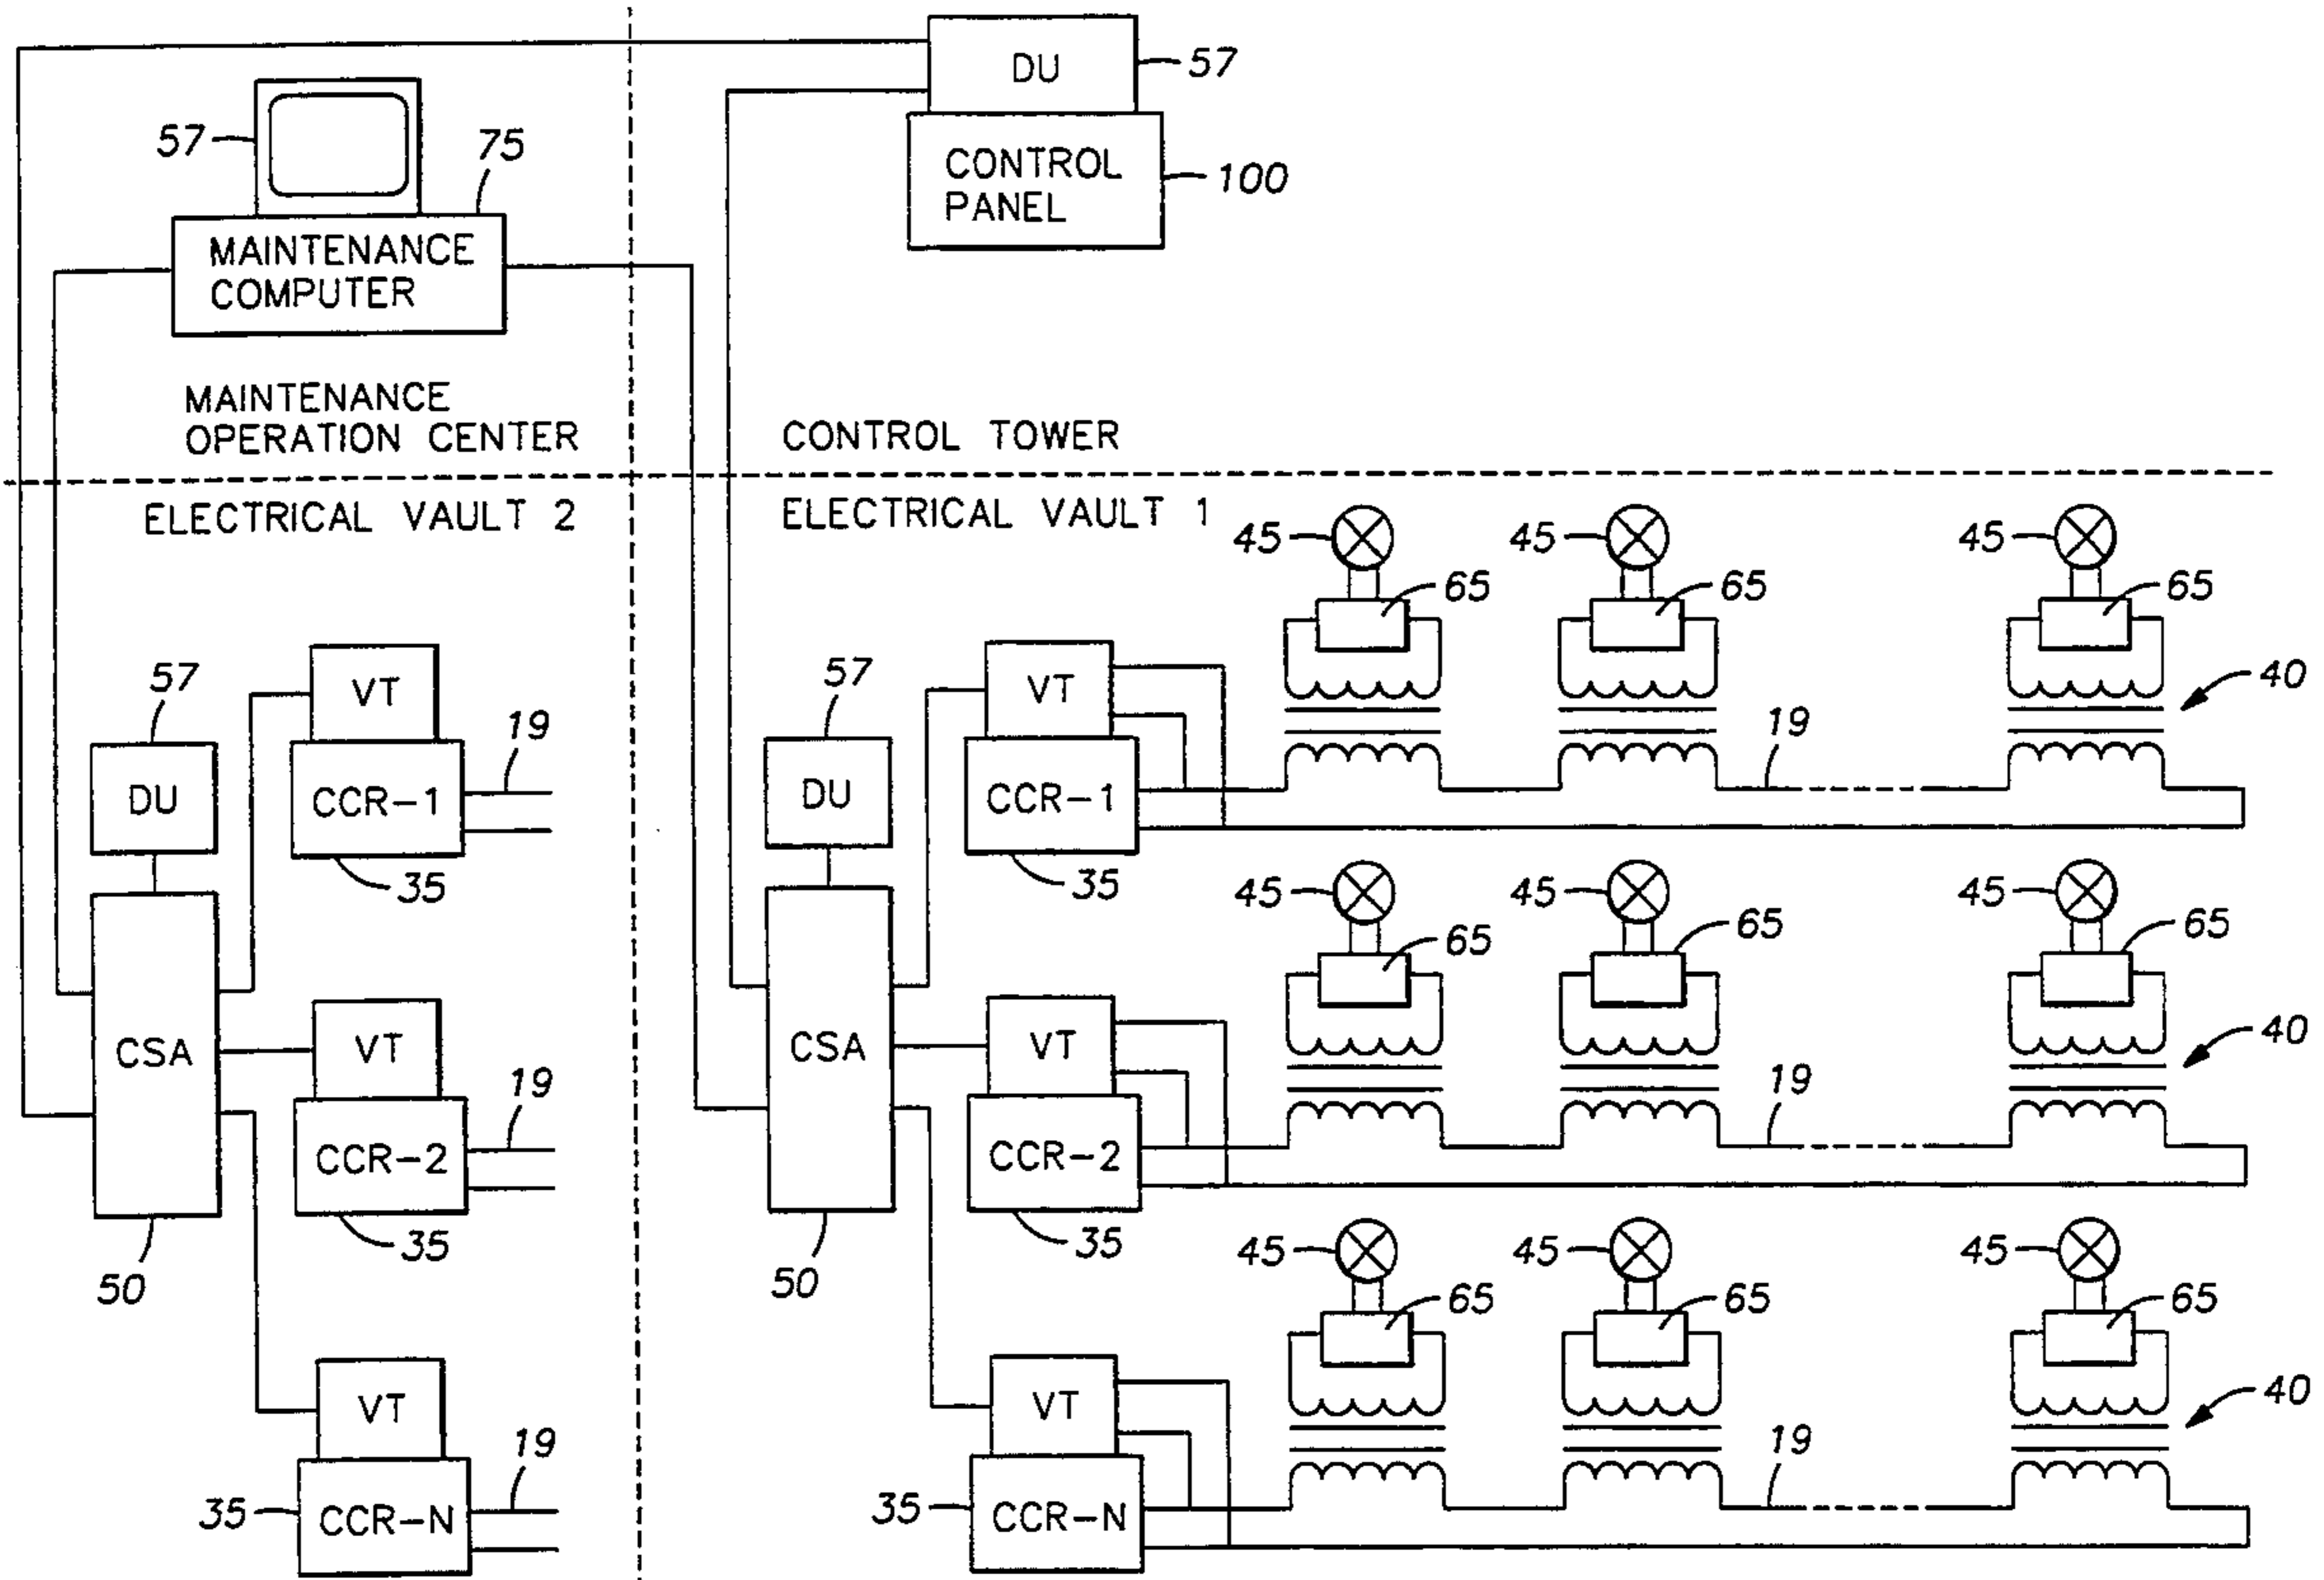 DU
57
57
75
CONTROL
PANEL
100
MAINTENANCE
COMPUTER
MAINTENANCE
OPERATION CENTER
CONTROL TOWER
ELECTRICAL VAULT 2
57
VT
19
DU
CCR-1
35
CSA
VT
19
CCR-2
35
50
VT
19
35
CCR-N
ELECTRICAL VAULT 1
45
45
45
65
65
65
57
VT
40
19
DU
CCR-1
35
45
45
45
65
65
65
CSA
VT
40
19
CCR-2
35
50
45
45
45
65
65
65
VT
40
19
35
CCR-N